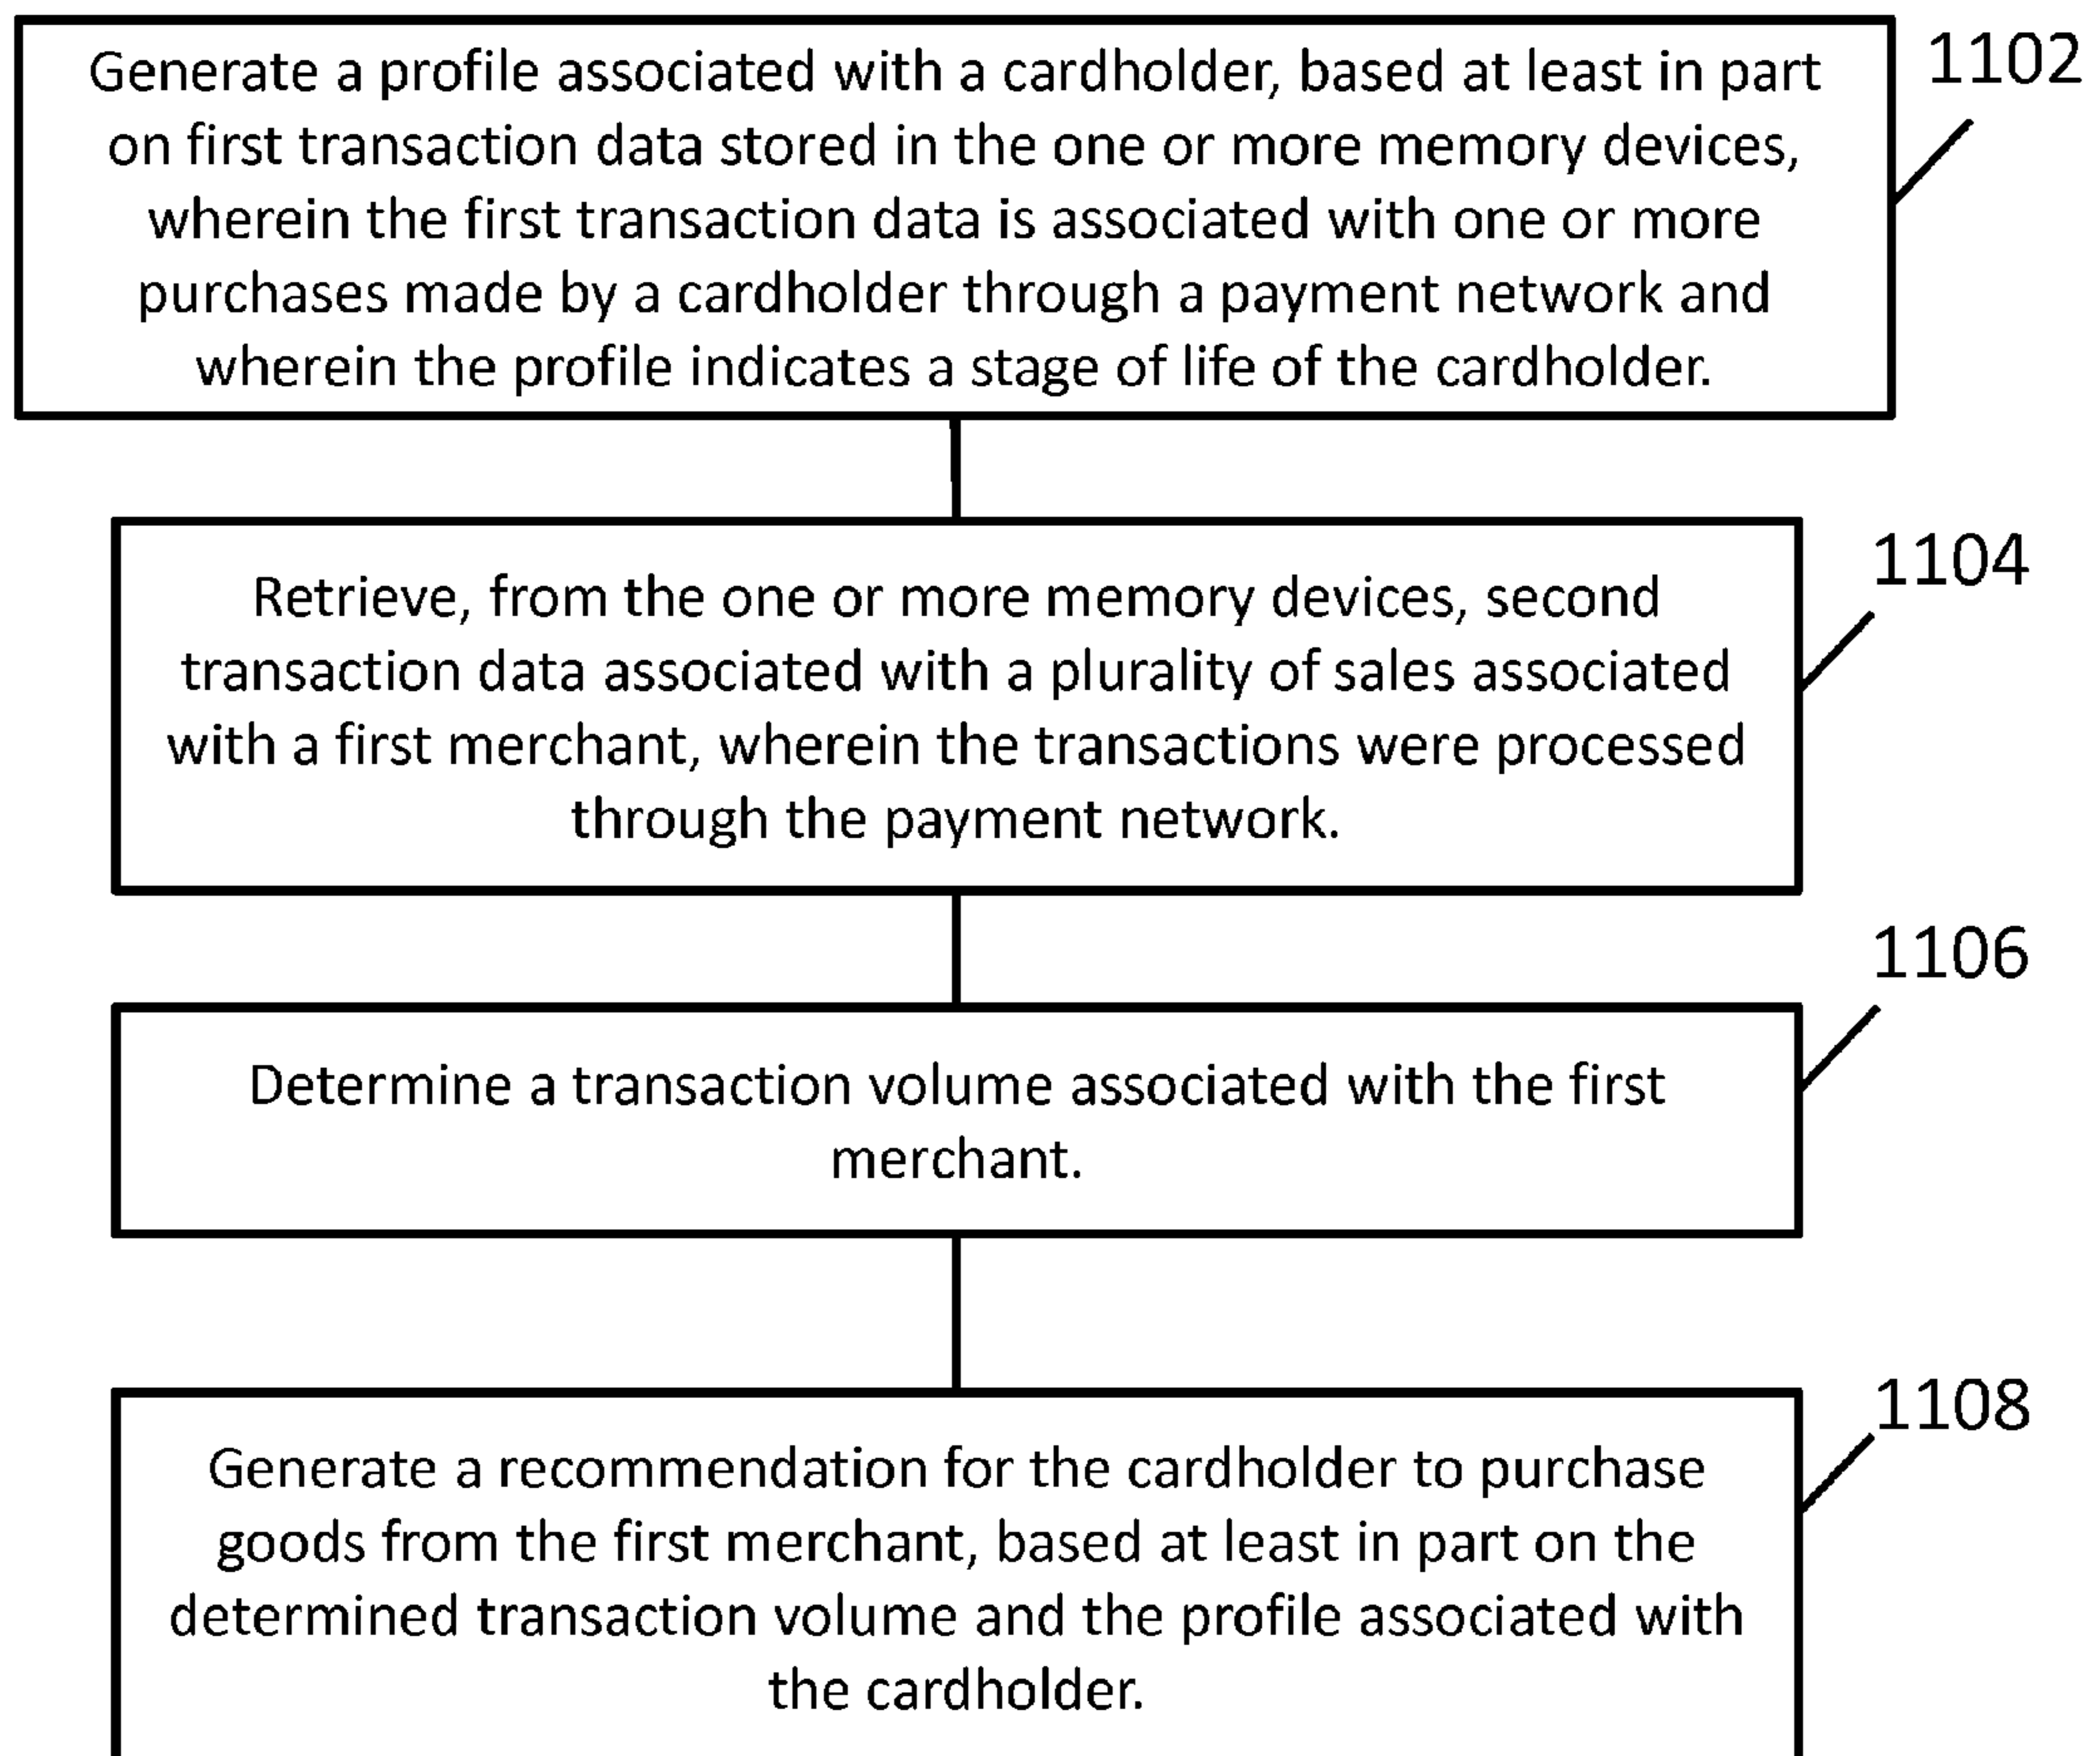 Generate a profile associated with a cardholder, based at least in part
on first transaction data stored in the one or more memory devices,
wherein the first transaction data is associated with one or more
purchases made by a cardholder through a payment network and
wherein the profile indicates a stage of life of the cardholder.
1102
Retrieve, from the one or more memory devices, second
transaction data associated with a plurality of sales associated
with a first merchant, wherein the transactions were processed
through the payment network.
1104
Determine a transaction volume associated with the first
merchant.
1106
Generate a recommendation for the cardholder to purchase
goods from the first merchant, based at least in part on the
determined transaction volume and the profile associated with
the cardholder.
1108